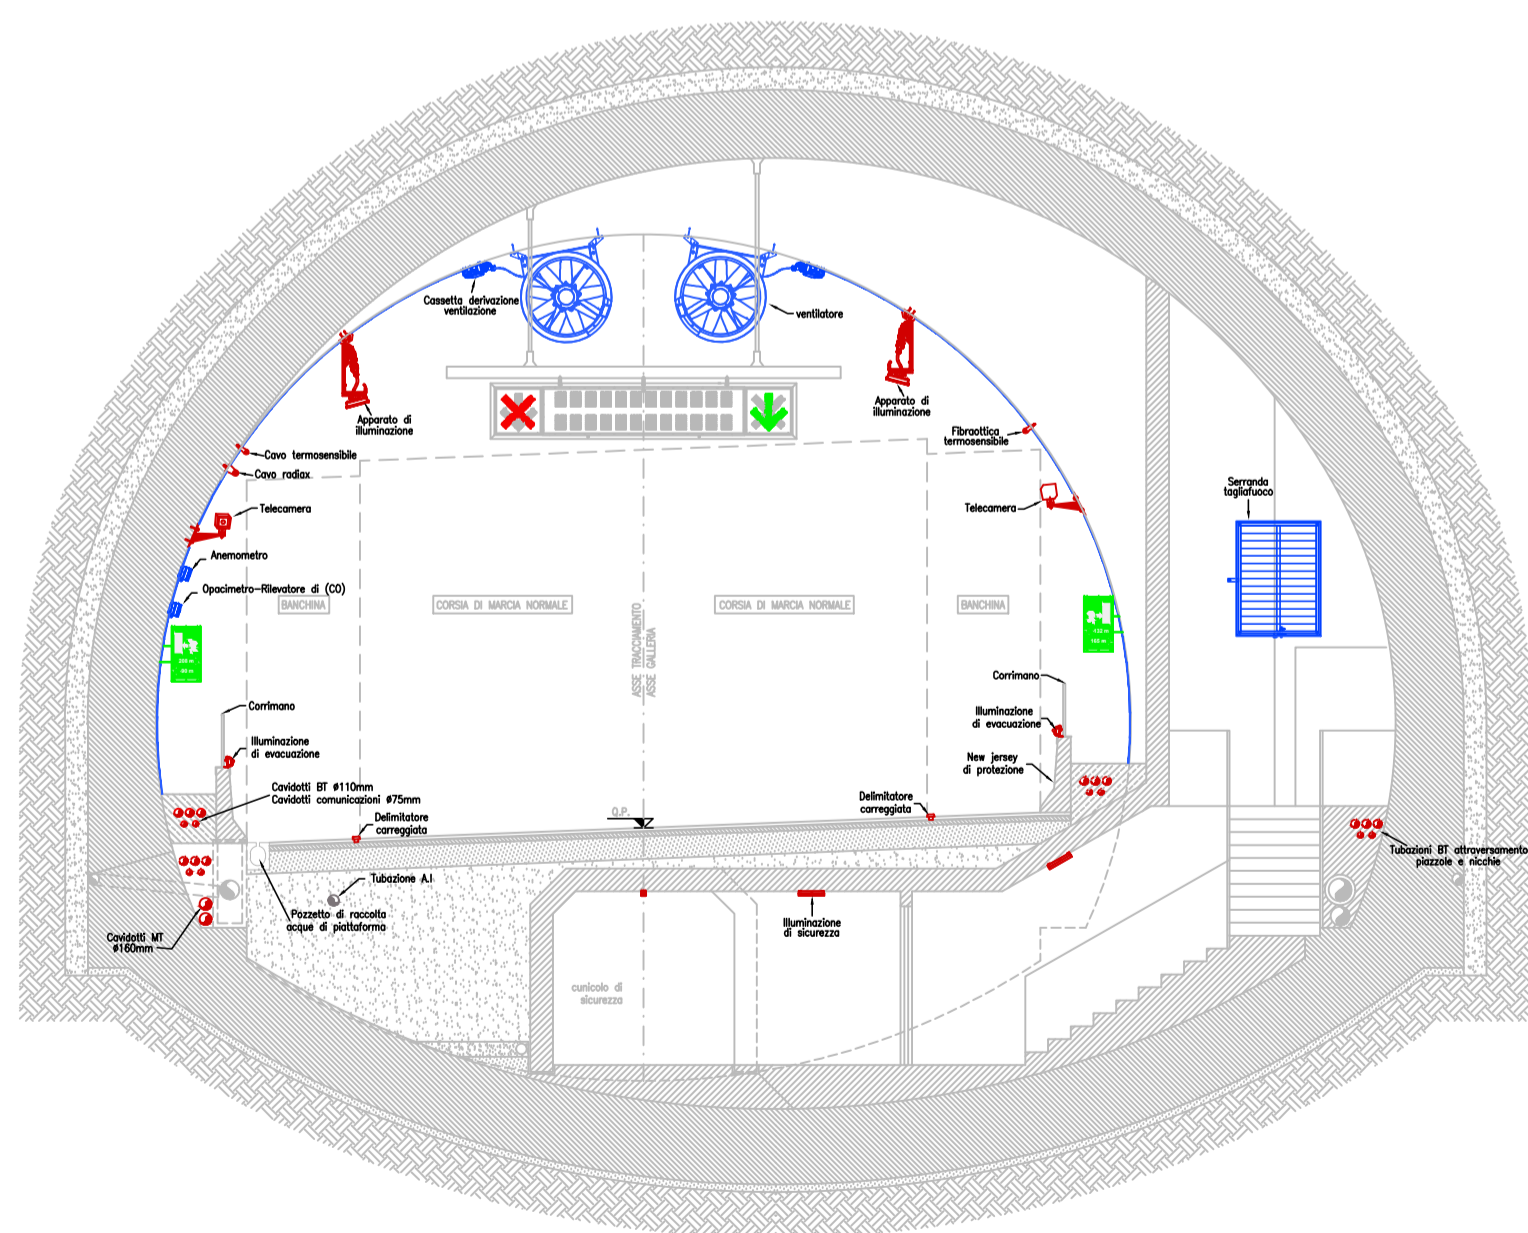 Cassetta derivazione
ventilazione
ventilatore
Apparato di
illuminazione
Apparato di
illuminazione
Cavo termosensibile
Cavo radiax
Fibraottica
termosensibile
Telecamera
Telecamera
Serranda
tagliafuoco
Anemometro
Opacimetro-Rilevatore di (CO)
BANCHINA
CORSIA DI MARCIA NORMALE
CORSIA DI MARCIA NORMALE
BANCHINA
ASSE TRACCIAMENTO
ASSE GALLERIA
Corrimano
Illuminazione
di evacuazione
Corrimano
Illuminazione
di evacuazione
New jersey
di protezione
Cavidotti BT ø110mm
Cavidotti comunicazioni ø75mm
Delimitatore
carreggiata
Q.P.
Delimitatore
carreggiata
Tubazioni BT attraversamento
piazzole e nicchie
Tubazione A.I
Pozzetto di raccolta
acque di piattaforma
Cavidotti MT
ø160mm
Illuminazione
di sicurezza
cunicolo di
sicurezza